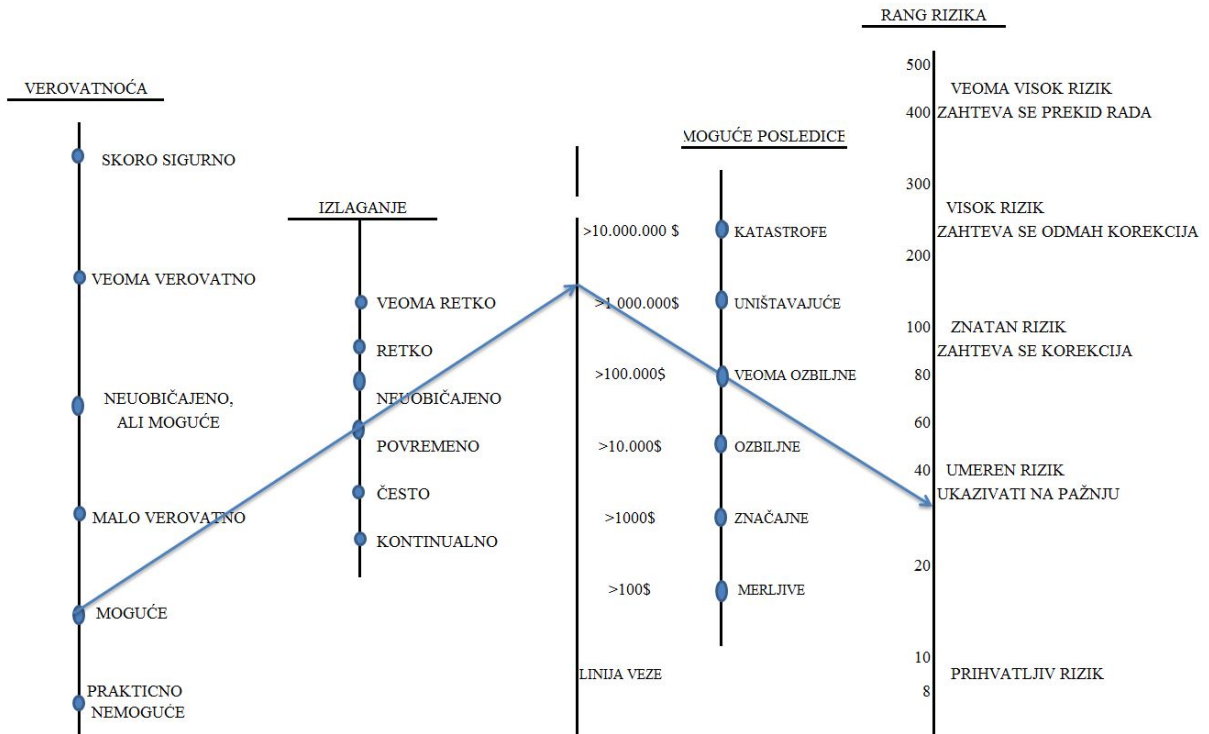 RANG RIZIKA
500
VEROVATNOĆA
VEOMA VISOK RIZIK
400
ZAHTEVA SE PREKID RADA
MOGUĆE POSLEDICE
SKORO SIGURNO
300
IZLAGANJE
VISOK RIZIK
>10.000.000 $
KATASTROFE
ZAHTEVA SE ODMAH KOREKCIJA
200
VEOMA VEROVATNO
VEOMA RETKO
>1.000.000$
UNIŠTAVAJUĆE
100
ZNATAN RIZIK
RETKO
ZAHTEVA SE KOREKCIJA
>100.000$
VEOMA OZBILJNE
80
NEUOBIČAJENO,
ALI MOGUĆE
NEUOBIČAJENO
60
POVREMENO
>10.000$
OZBILJNE
40
UMEREN RIZIK
ČESTO
UKAZIVATI NA PAŽNJU
MALO VEROVATNO
>1000$
ZNAČAJNE
KONTINUALNO
20
>100$
MERLJIVE
MOGUĆE
10
LINIJA VEZE
PRIHVATLJIV RIZIK
8
PRAKTICNO
NEMOGUĆE